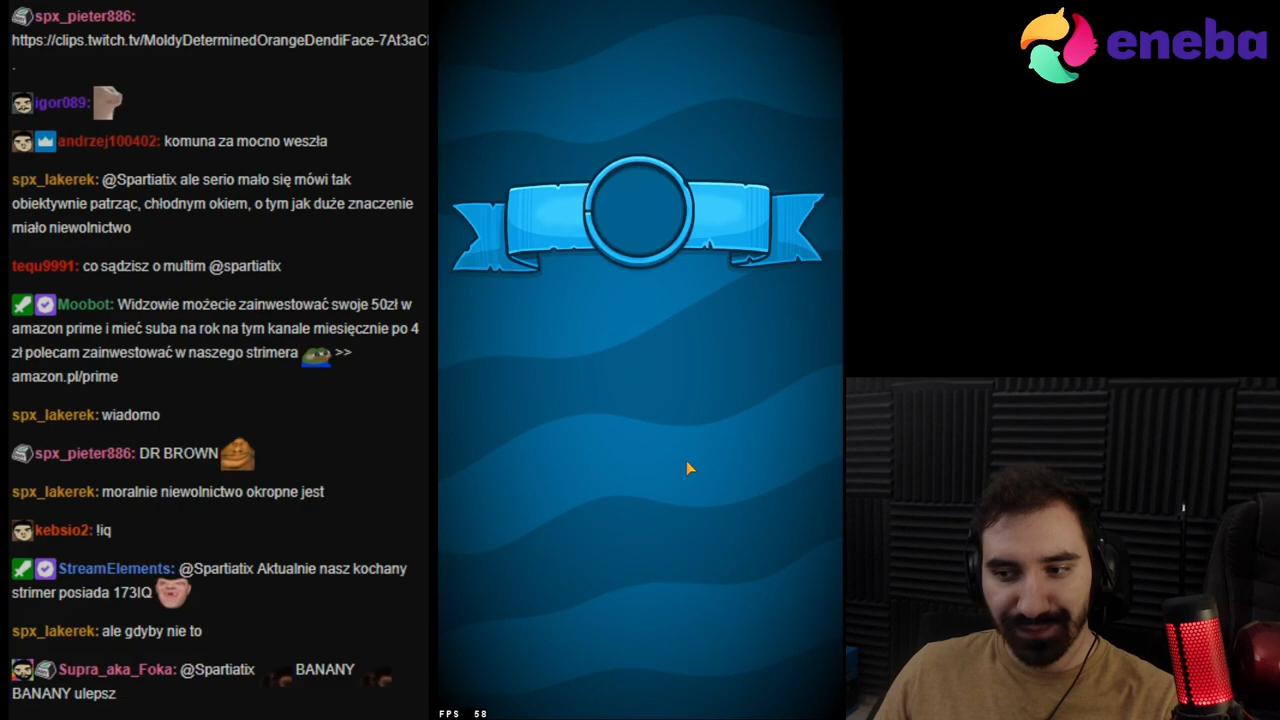 spx_pieter886:
https://clips.twitch.tv/MoldyDeterminedOrangeDendiFace-7At3aC
.
igor089:
andrzej100402: komuna za mocno weszła
spx_lakerek: @Spartiatix ale serio mało się mówi tak
obiektywnie patrząc, chłodnym okiem, o tym jak duże znaczenie
miało niewolnictwo
tequ9991: co sądzisz o multim @spartiatix
Moobot: Widzowie możecie zainwestować swoje 50zł w
amazon prime i mieć suba na rok na tym kanale miesięcznie po 4
zł polecam zainwestować w naszego strimera >>
amazon.pl/prime
spx_lakerek: wiadomo
spx_pieter886: DR BROWN
spx_lakerek: moralnie niewolnictwo okropne jest
kebsio2: !iq
StreamElements: @Spartiatix Aktualnie nasz kochany
strimer posiada 173IQ
spx_lakerek: ale gdyby nie to
Supra_aka_Foka: @Spartiatix BANANY
BANANY ulepsz
FPS 58
eneba